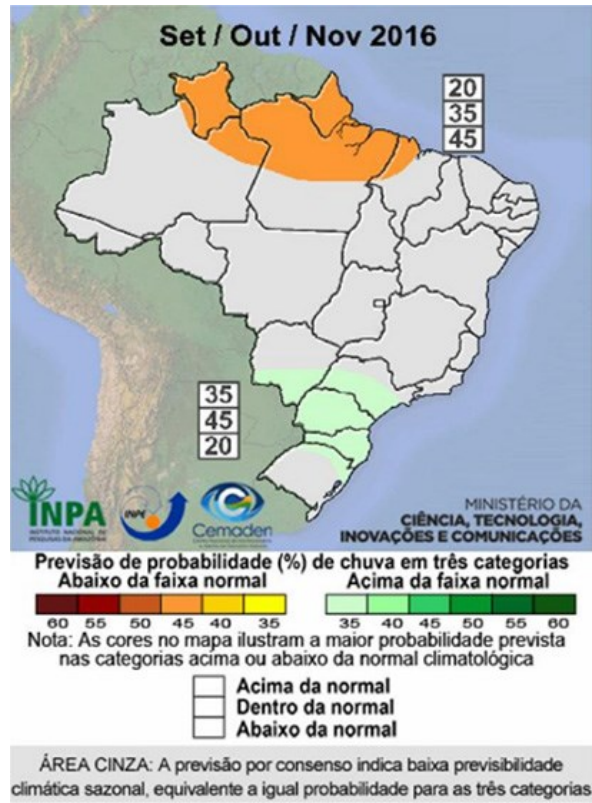 Set / Out / Nov 2016
20
35
45
35
45
20
INPA
INSTITUTO NACIONAL DE
PESQUISAS DA AMAZÔNIA
INPE
Cemaden
MINISTÉRIO DA
CIÊNCIA, TECNOLOGIA,
INOVAÇÕES E COMUNICAÇÕES
Previsão de probabilidade (%) de chuva em três categorias
Abaixo da faixa normal Acima da faixa normal
60 55 50 45 40 35 35 40 45 50 55 60
Nota: As cores no mapa ilustram a maior probabilidade prevista
nas categorias acima ou abaixo da normal climatológica
Acima da normal
Dentro da normal
Abaixo da normal
ÁREA CINZA: A previsão por consenso indica baixa previsibilidade
climática sazonal, equivalente a igual probabilidade para as três categorias